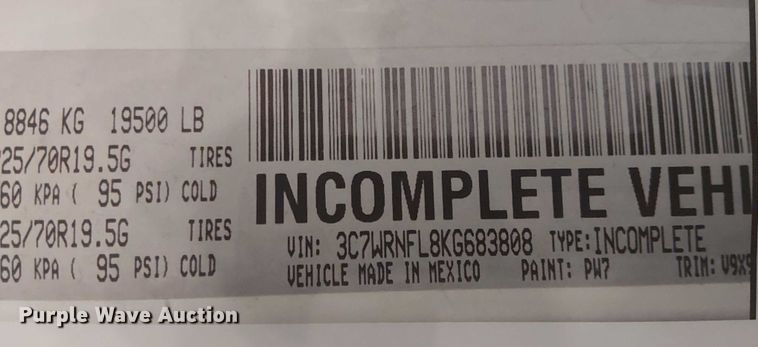 8846 KG 19500 LB
25/70R19.5G TIRES
60 KPA ( 95 PSI) COLD
25/70R19.5G TIRES
60 KPA ( 95 PSI) COLD
INCOMPLETE VEHI
VIN: 3C7WRNFL8KG683808 TYPE:INCOMPLETE
VEHICLE MADE IN MEXICO PAINT: PW7 TRIM: V9X9
Purple Wave Auction